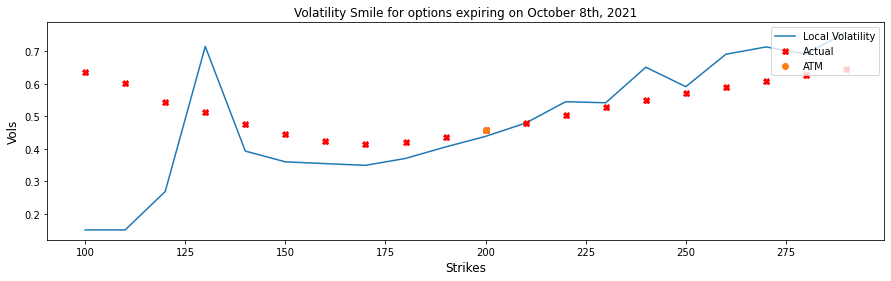 Volatility Smile for options expiring on October 8th, 2021
Local Volatility
Actual
ATM
0.7
0.6
0.5
0.4
0.3
0.2
Vols
100
125
150
175
200
225
250
275
Strikes